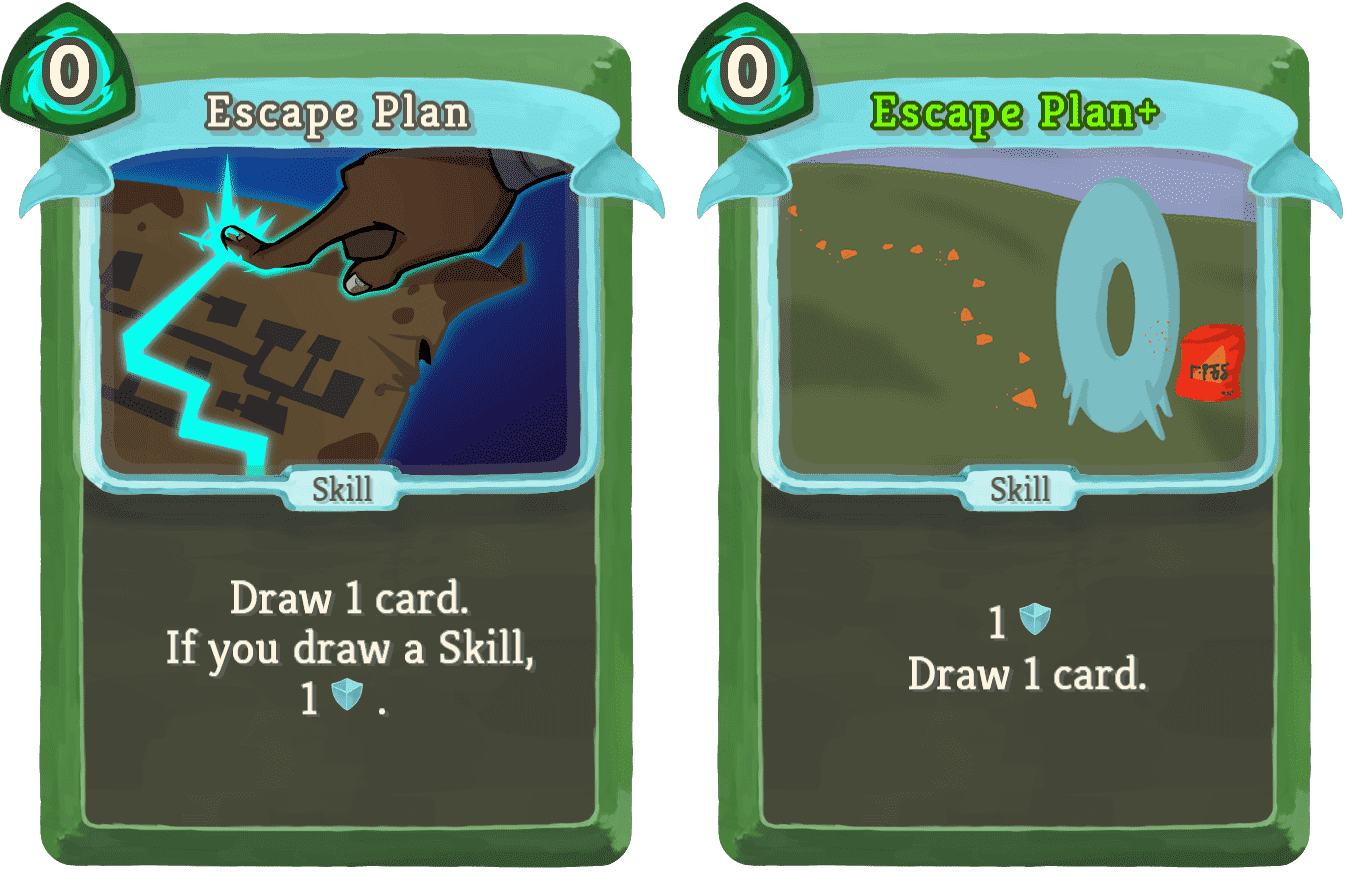 0
Escape Plan
Skill
Draw 1 card.
If you draw a Skill,
1 .
0
Escape Plan+
Skill
1
Draw 1 card.